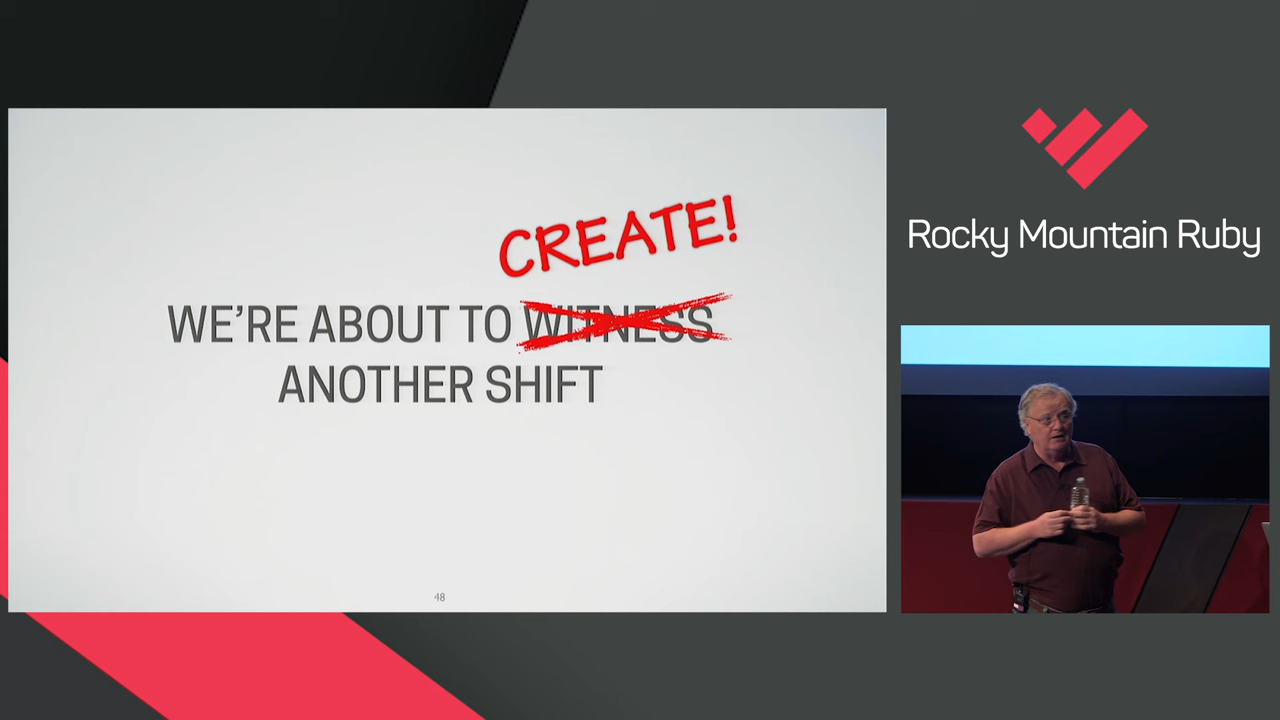 CREATE!
WE'RE ABOUT TO WITNESS
ANOTHER SHIFT
48
Rocky Mountain Ruby